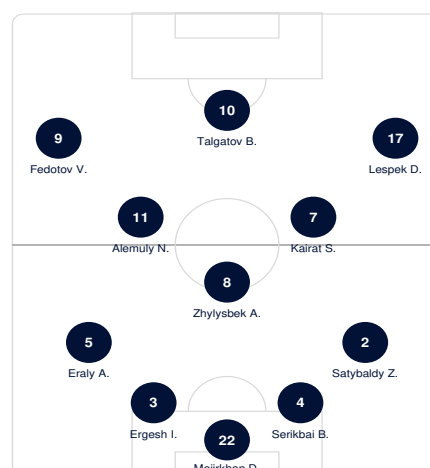 10
Talgatov B.
9
Fedotov V.
17
Lespek D.
11
Alemuly N.
7
Kairat S.
8
Zhylysbek A.
5
Eraly A.
2
Satybaldy Z.
3
Ergesh I.
4
Serikbai B.
22